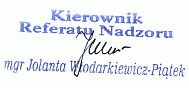 Kierownik
Referatu Nadzoru
mgr Jolanta Włodarkiewicz-Piątek